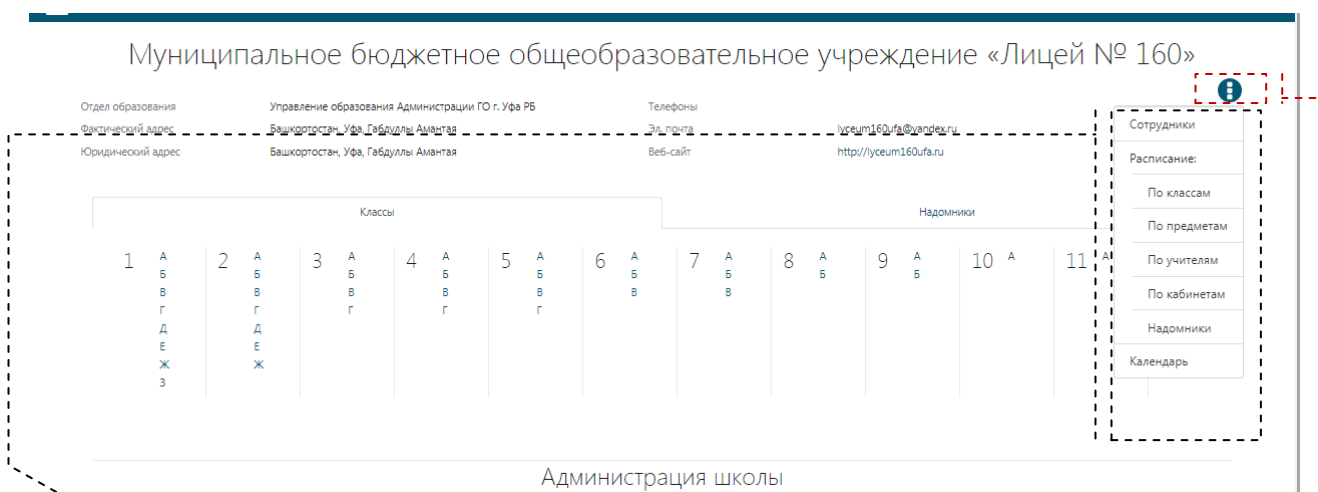 Муниципальное бюджетное общеобразовательное учреждение «Лицей № 160»
Отдел образования Управление образования Администрации ГО г. Уфа РБ Телефоны
Фактический адрес Башкортостан, Уфа, Габдуллы Амантая Эл. почта lyceum160ufa@yandex.ru
Юридический адрес Башкортостан, Уфа, Габдуллы Амантая Веб-сайт http://lyceum160ufa.ru
Сотрудники
Расписание:
По классам
По предметам
По учителям
По кабинетам
Надомники
Календарь
Классы Надомники
1 А 2 А 3 А 4 А 5 А 6 А 7 А 8 А 9 А 10 А 11 А
Б Б Б Б Б Б Б Б Б
В В В В В В В
Г Г Г Г Г
Д Д
Е Е
Ж Ж
З
Администрация школы